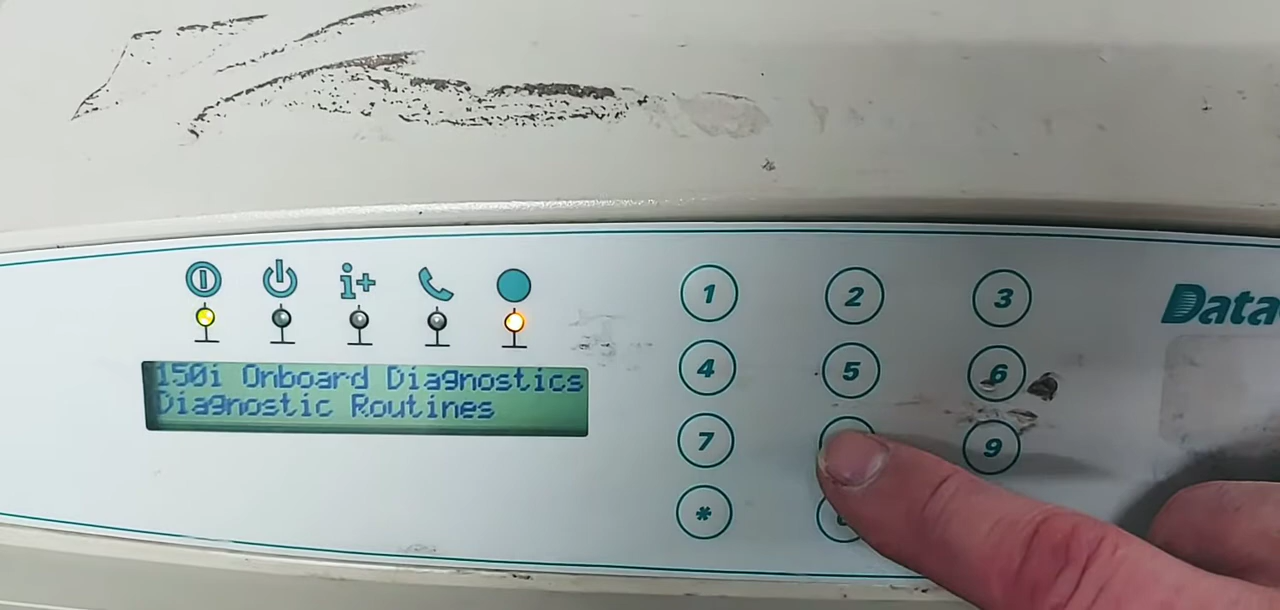 i+
150i Onboard Diagnostics
Diagnostic Routines
1 2 3
4 5 6
7 9
*
Data